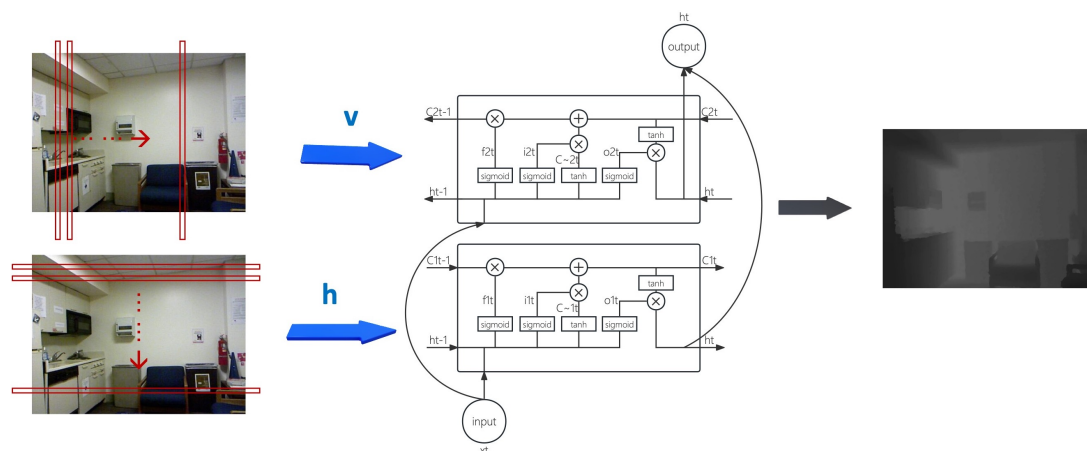 ht
output
v
C2t-1
C2t
tanh
f2t
i2t
C~2t
o2t
sigmoid
sigmoid
tanh
sigmoid
ht-1
ht
h
C1t-1
C1t
tanh
f1t
i1t
C~1t
o1t
sigmoid
sigmoid
tanh
sigmoid
ht-1
ht
input
xt